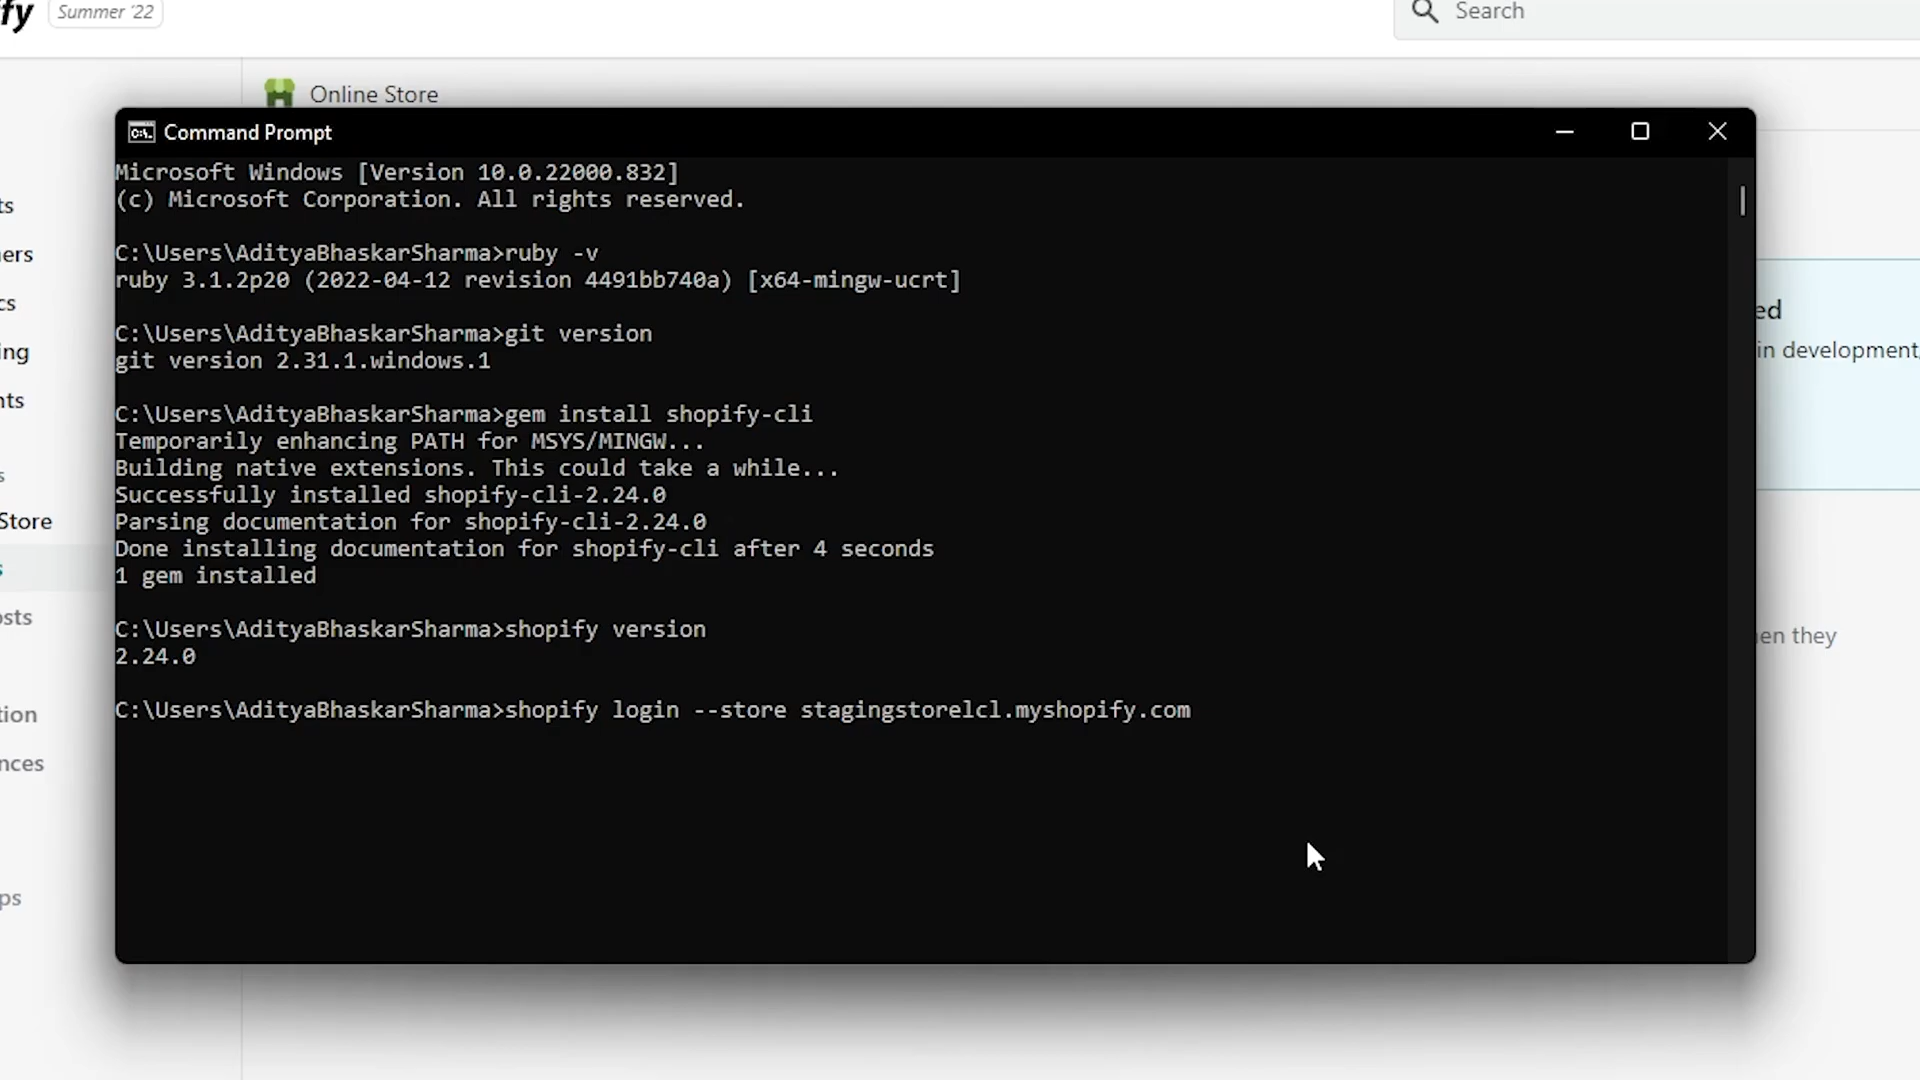 fy Summer '22
Search
Online Store
Command Prompt
Microsoft Windows [Version 10.0.22000.832]
(c) Microsoft Corporation. All rights reserved.
C:\Users\AdityaBhaskarSharma>ruby -v
ruby 3.1.2p20 (2022-04-12 revision 4491bb740a) [x64-mingw-ucrt]
C:\Users\AdityaBhaskarSharma>git version
git version 2.31.1.windows.1
C:\Users\AdityaBhaskarSharma>gem install shopify-cli
Temporarily enhancing PATH for MSYS/MINGW...
Building native extensions. This could take a while...
Successfully installed shopify-cli-2.24.0
Parsing documentation for shopify-cli-2.24.0
Done installing documentation for shopify-cli after 4 seconds
1 gem installed
C:\Users\AdityaBhaskarSharma>shopify version
2.24.0
C:\Users\AdityaBhaskarSharma>shopify login --store stagingstorelcl.myshopify.com
ts
ers
cs
ing
nts
s
Store
s
osts
tion
nces
ps
ed
in development,
en they